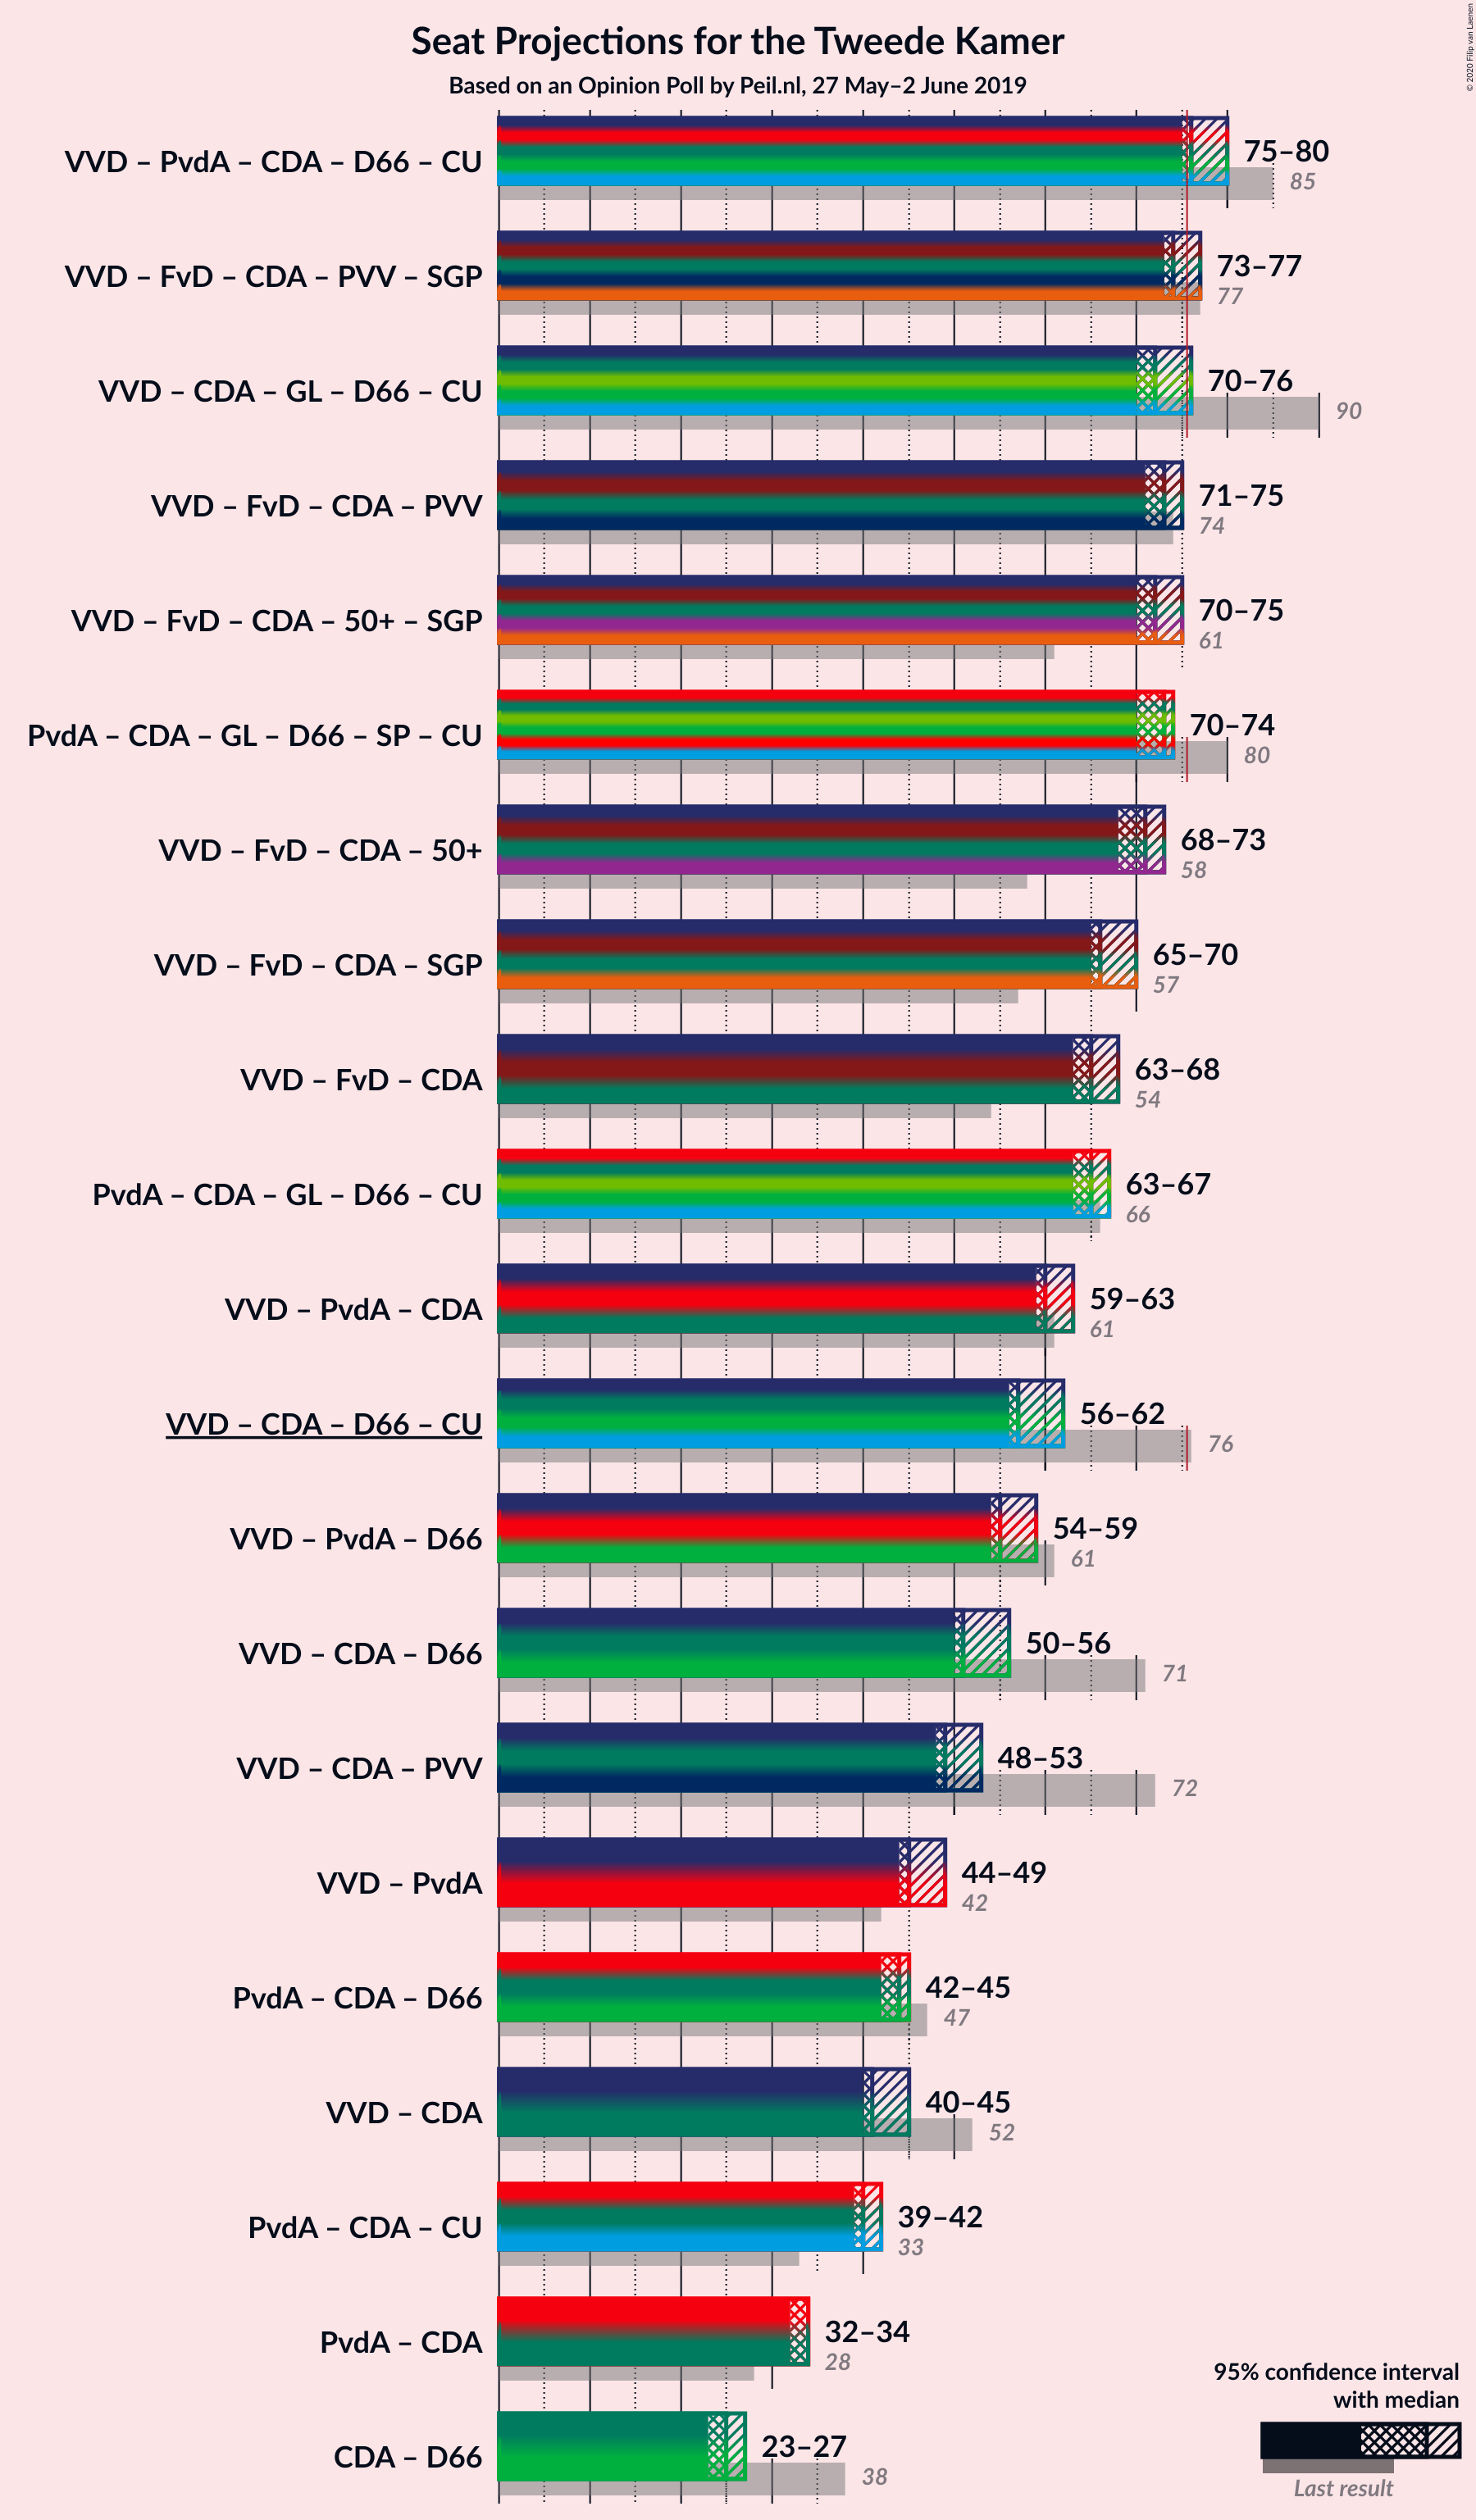 Seat Projections for the Tweede Kamer
Based on an Opinion Poll by Peil.nl, 27 May–2 June 2019
© 2020 Filip van Laenen
VVD – PvdA – CDA – D66 – CU
75–80
85
VVD – FvD – CDA – PVV – SGP
73–77
77
VVD – CDA – GL – D66 – CU
70–76
90
VVD – FvD – CDA – PVV
71–75
74
VVD – FvD – CDA – 50+ – SGP
70–75
61
PvdA – CDA – GL – D66 – SP – CU
70–74
80
VVD – FvD – CDA – 50+
68–73
58
VVD – FvD – CDA – SGP
65–70
57
VVD – FvD – CDA
63–68
54
PvdA – CDA – GL – D66 – CU
63–67
66
VVD – PvdA – CDA
59–63
61
VVD – CDA – D66 – CU
56–62
76
VVD – PvdA – D66
54–59
61
VVD – CDA – D66
50–56
71
VVD – CDA – PVV
48–53
72
VVD – PvdA
44–49
42
PvdA – CDA – D66
42–45
47
VVD – CDA
40–45
52
PvdA – CDA – CU
39–42
33
PvdA – CDA
32–34
28
CDA – D66
23–27
38
95% confidence interval
with median
Last result